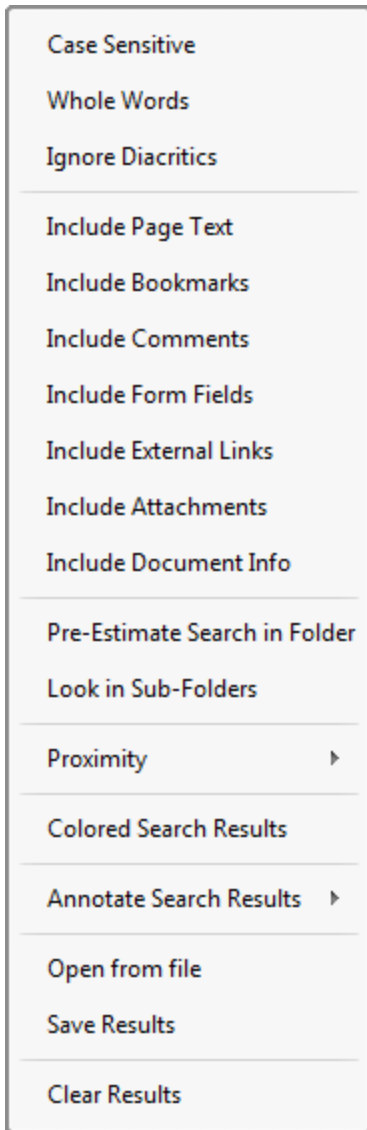 Case Sensitive
Whole Words
Ignore Diacritics
Include Page Text
Include Bookmarks
Include Comments
Include Form Fields
Include External Links
Include Attachments
Include Document Info
Pre-Estimate Search in Folder
Look in Sub-Folders
Proximity
Colored Search Results
Annotate Search Results
Open from file
Save Results
Clear Results